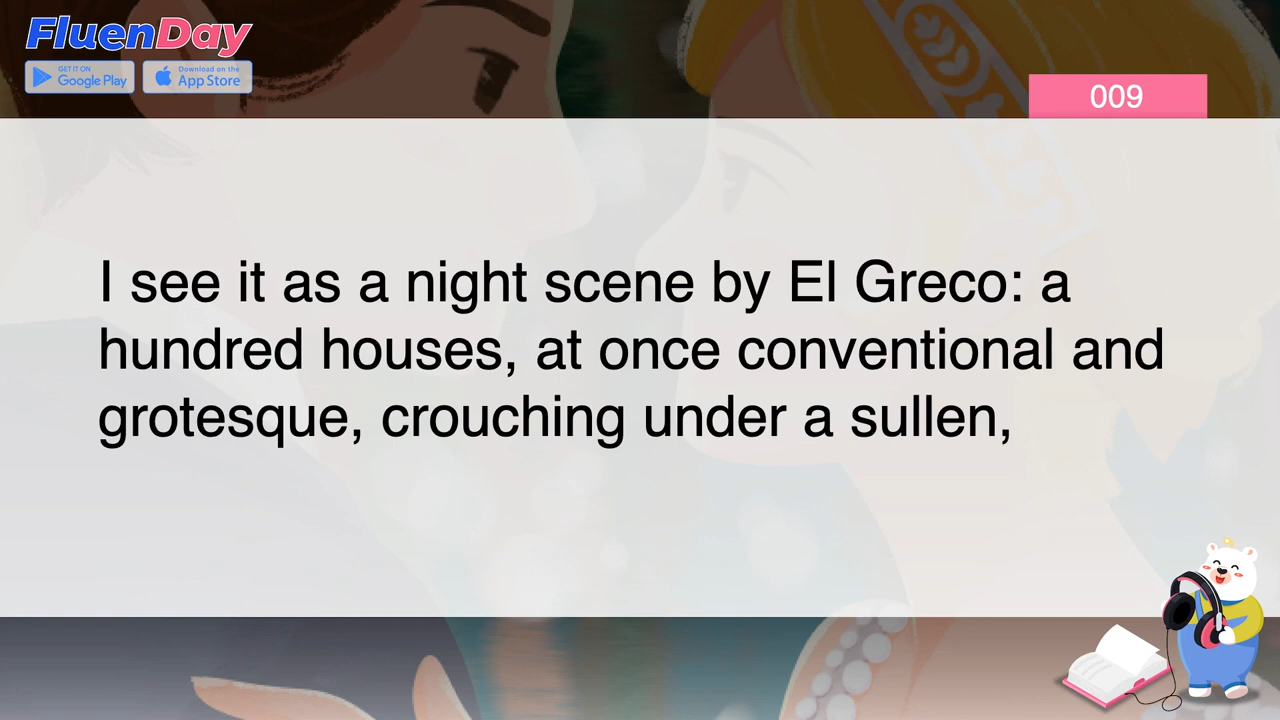 FluenDay
GET IT ON
Google Play
Download on the
App Store
009
I see it as a night scene by El Greco: a
hundred houses, at once conventional and
grotesque, crouching under a sullen,